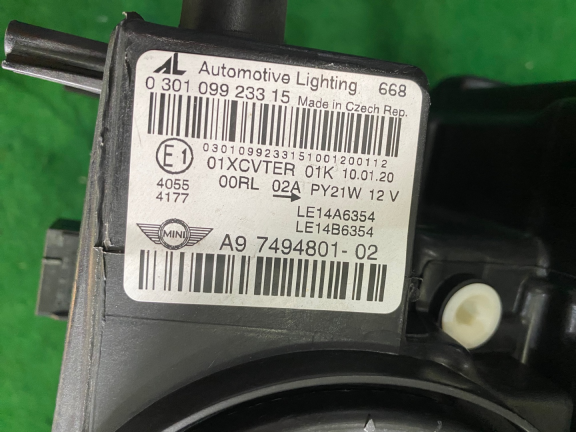 AL Automotive Lighting 668
0 301 099 233 15 Made in Czech Rep.
0301099233151001200112
E1 01XCVTER 01K 10.01.20
4055 00RL 02A PY21W 12 V
4177
LE14A6354
LE14B6354
MINI A9 7494801- 02